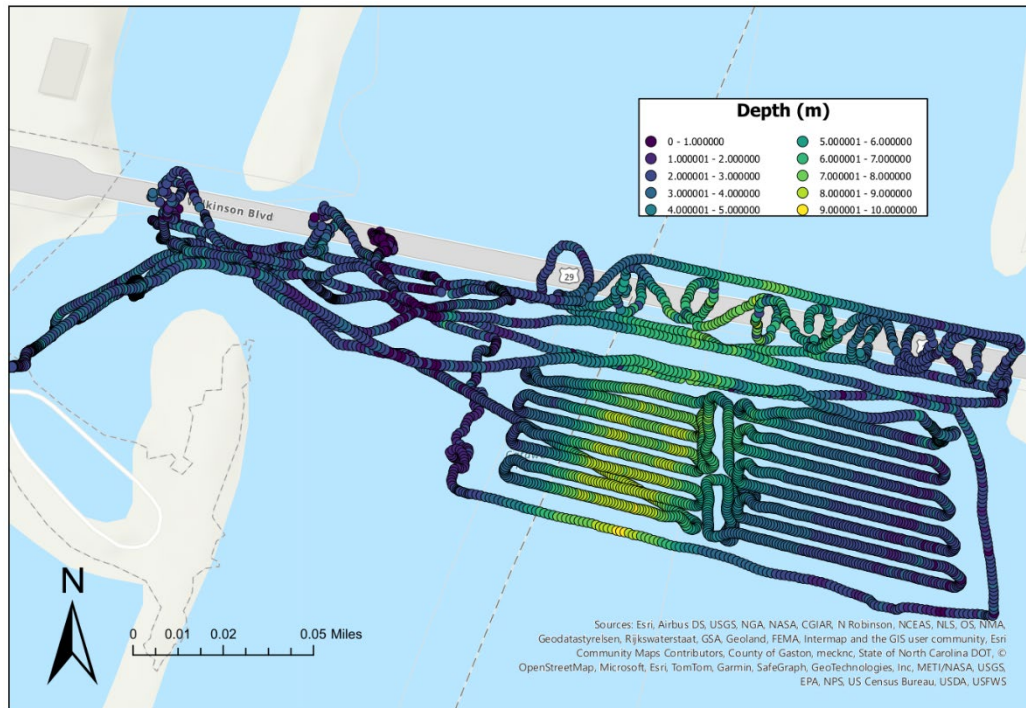 Depth (m)
0 - 1.000000
1.000001 - 2.000000
2.000001 - 3.000000
3.000001 - 4.000000
4.000001 - 5.000000
5.000001 - 6.000000
6.000001 - 7.000000
7.000001 - 8.000000
8.000001 - 9.000000
9.000001 - 10.000000
Wilkinson Blvd
29
N
0 0.01 0.02 0.05 Miles
Sources: Esri, Airbus DS, USGS, NGA, NASA, CGIAR, N Robinson, NCEAS, NLS, OS, NMA,
Geodatastyrelsen, Rijkswaterstaat, GSA, Geoland, FEMA, Intermap and the GIS user community, Esri
Community Maps Contributors, County of Gaston, mecknc, State of North Carolina DOT, ©
OpenStreetMap, Microsoft, Esri, TomTom, Garmin, SafeGraph, GeoTechnologies, Inc, METI/NASA, USGS,
EPA, NPS, US Census Bureau, USDA, USFWS